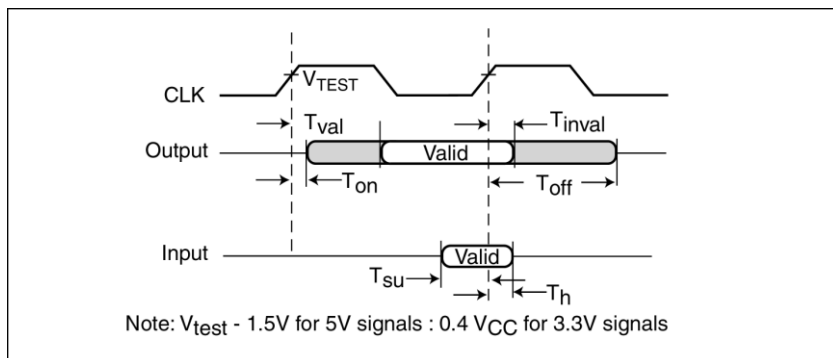 CLK
VTEST
Tval
Tinval
Output
Valid
Ton
Toff
Input
Valid
Tsu
Th
Note: Vtest - 1.5V for 5V signals : 0.4 VCC for 3.3V signals